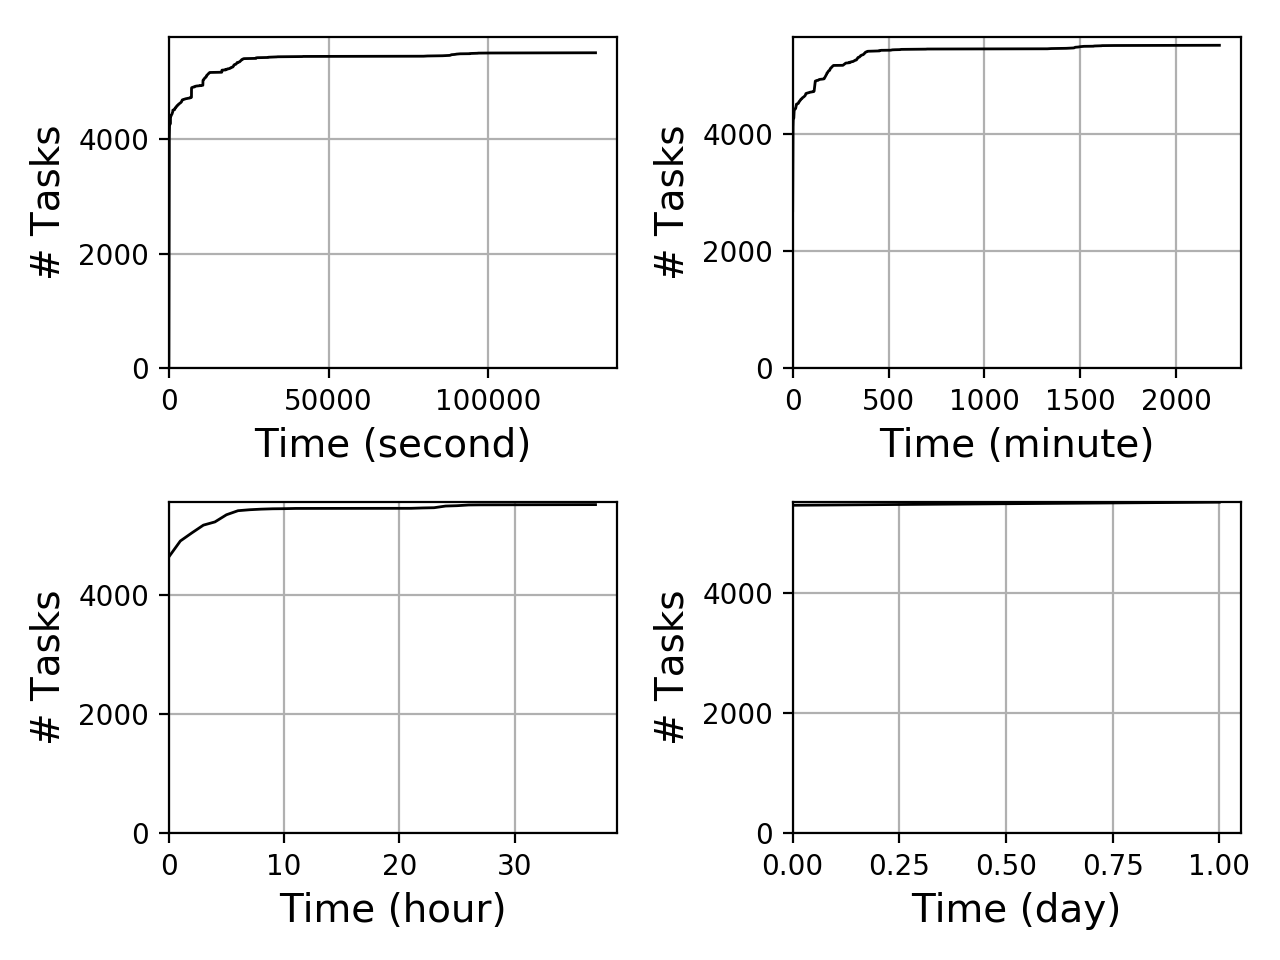 # Tasks
4000
2000
0
0 50000 100000
Time (second)
# Tasks
4000
2000
0
0 500 1000 1500 2000
Time (minute)
# Tasks
4000
2000
0
0 10 20 30
Time (hour)
# Tasks
4000
2000
0
0.00 0.25 0.50 0.75 1.00
Time (day)